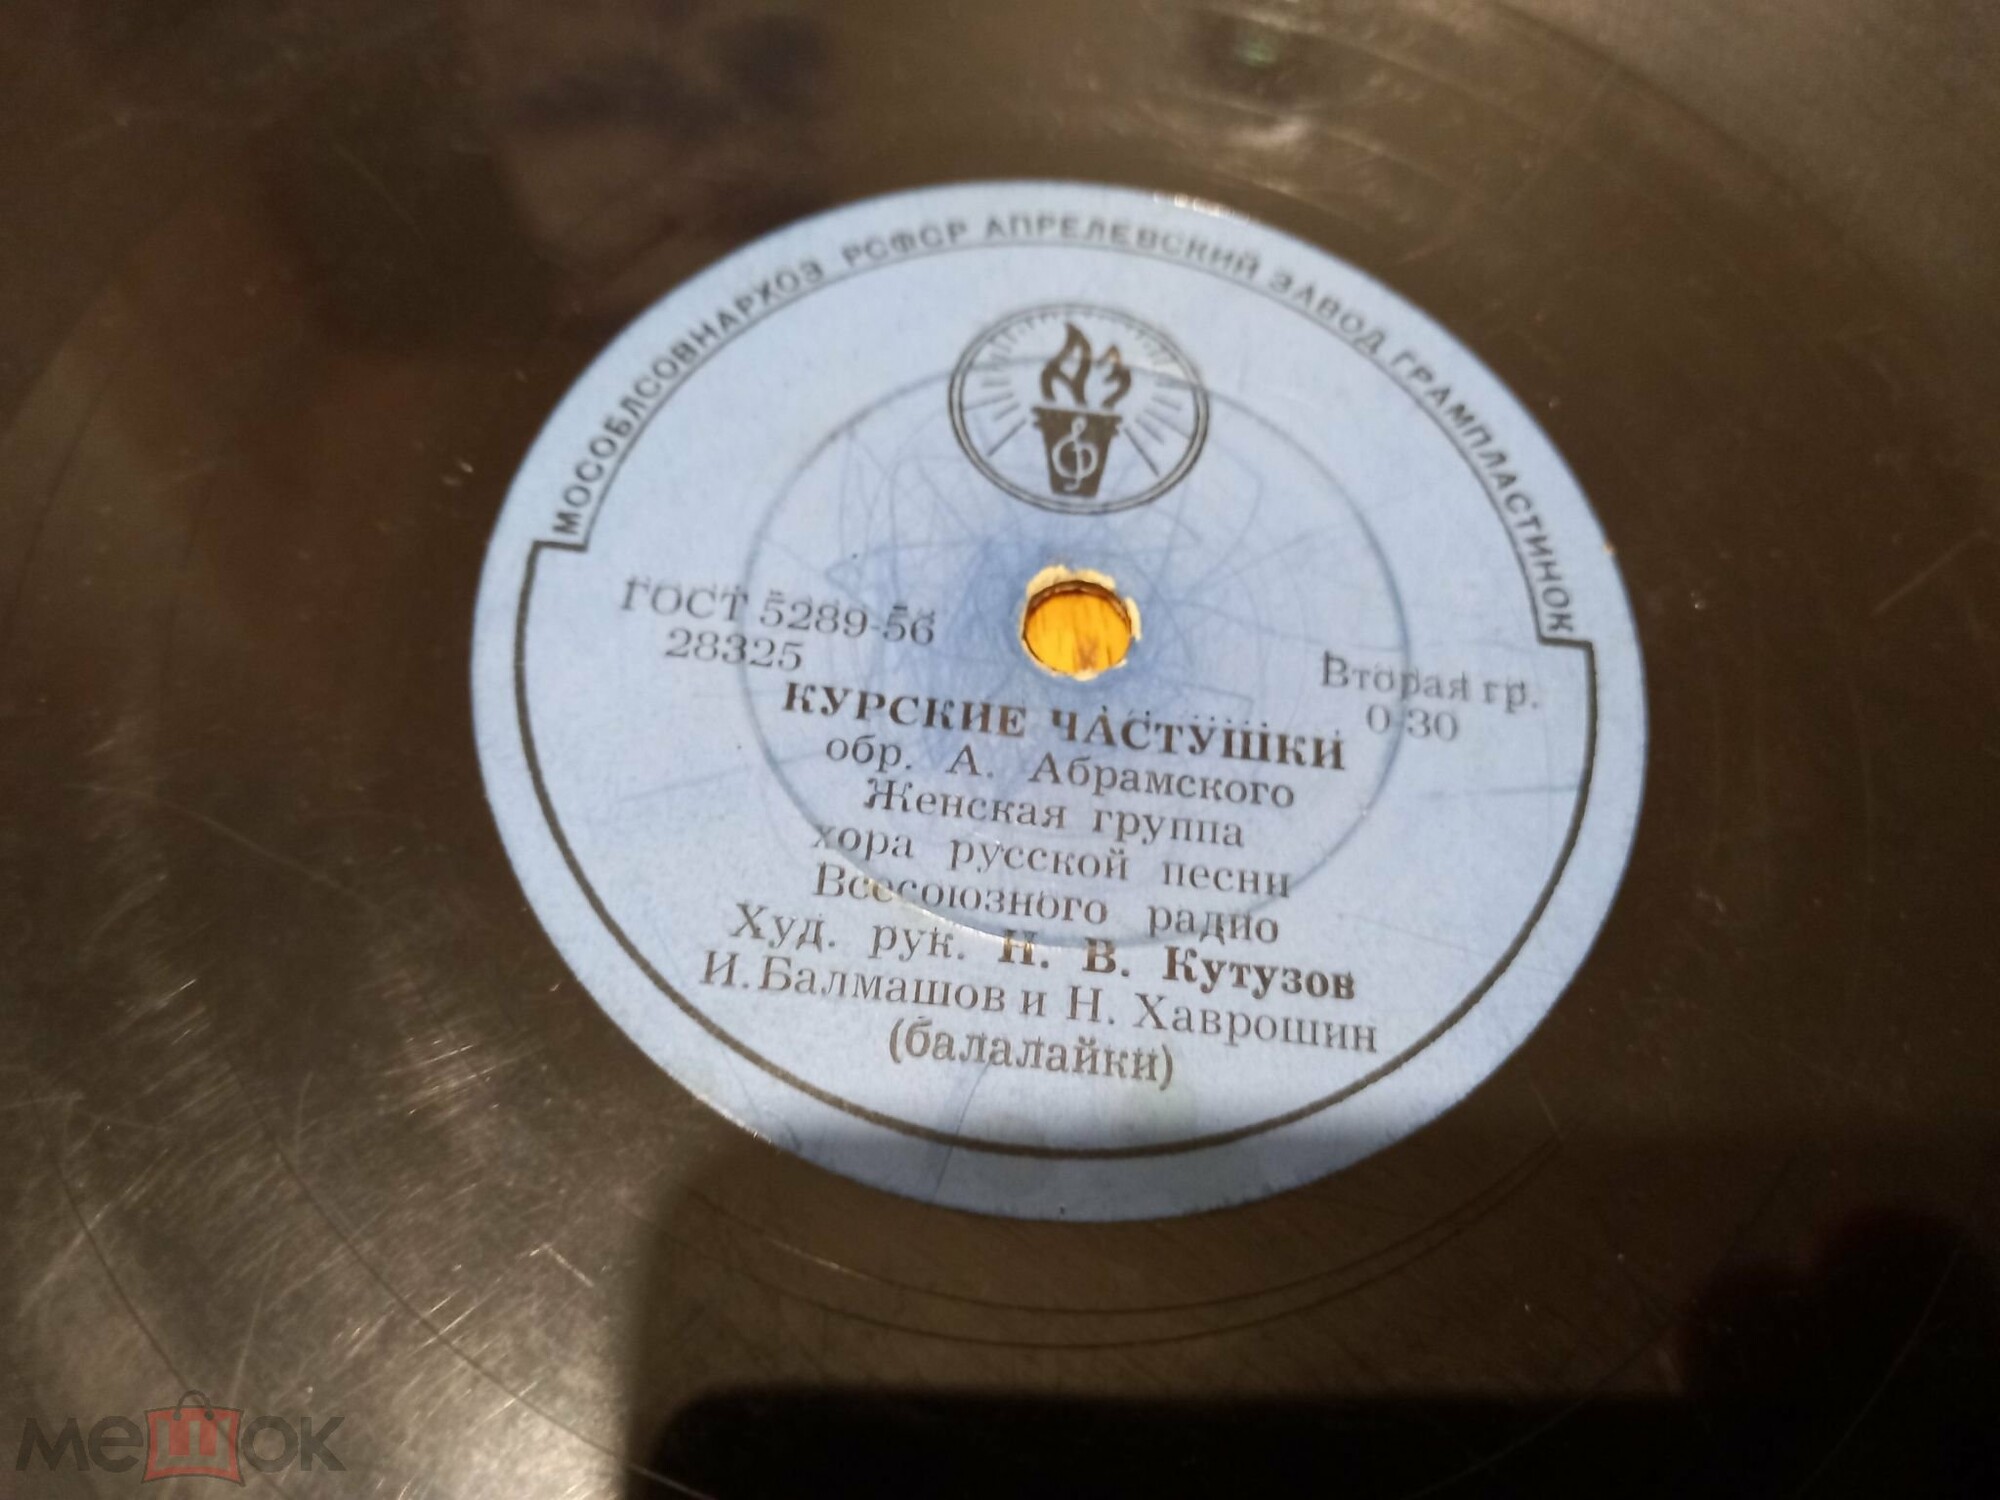 МОСОБЛСОВНАРХОЗ РСФСР АПРЕЛЕВСКИЙ ЗАВОД ГРАМПЛАСТИНОК
АЗ
ГОСТ 5289-56
28325
Вторая гр.
0-30
КУРСКИЕ ЧАСТУШКИ
обр. А. Абрамского
Женская группа
хора русской песни
Всесоюзного радио
Худ. рук. Н. В. Кутузов
И. Балмашов и Н. Хаврошин
(балалайки)
мешок